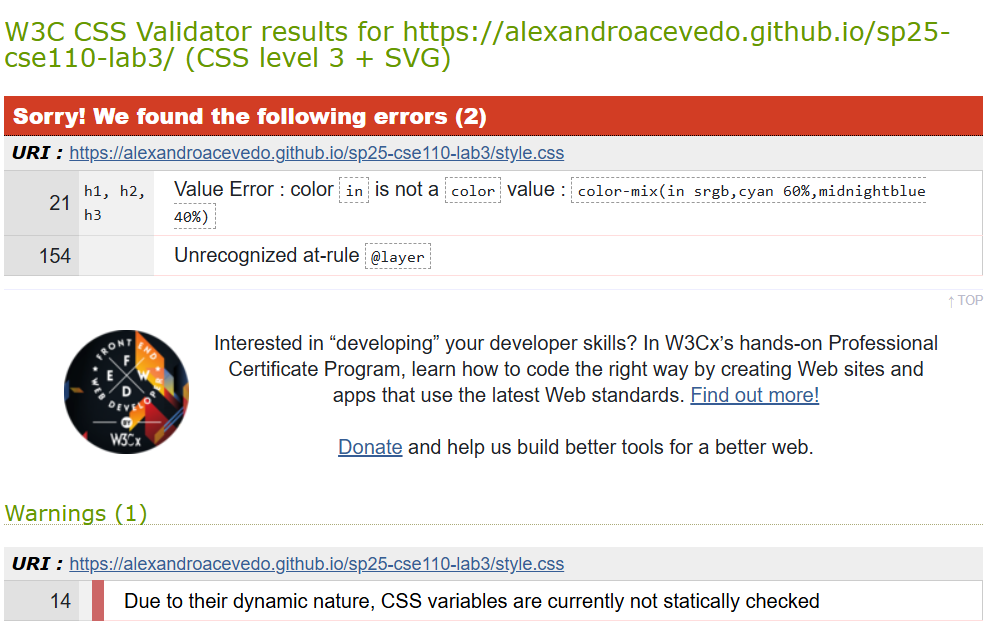 W3C CSS Validator results for https://alexandroacevedo.github.io/sp25-
cse110-lab3/ (CSS level 3 + SVG)
Sorry! We found the following errors (2)
URI : https://alexandroacevedo.github.io/sp25-cse110-lab3/style.css
21 h1, h2, h3 Value Error : color in is not a color value : color-mix(in srgb,cyan 60%,midnightblue
40%)
154 Unrecognized at-rule @layer
↑ TOP
FRONT END
WEB DEVELOPER
F
E W
D
BY
W3Cx
Interested in “developing” your developer skills? In W3Cx’s hands-on Professional
Certificate Program, learn how to code the right way by creating Web sites and
apps that use the latest Web standards. Find out more!
Donate and help us build better tools for a better web.
Warnings (1)
URI : https://alexandroacevedo.github.io/sp25-cse110-lab3/style.css
14 Due to their dynamic nature, CSS variables are currently not statically checked